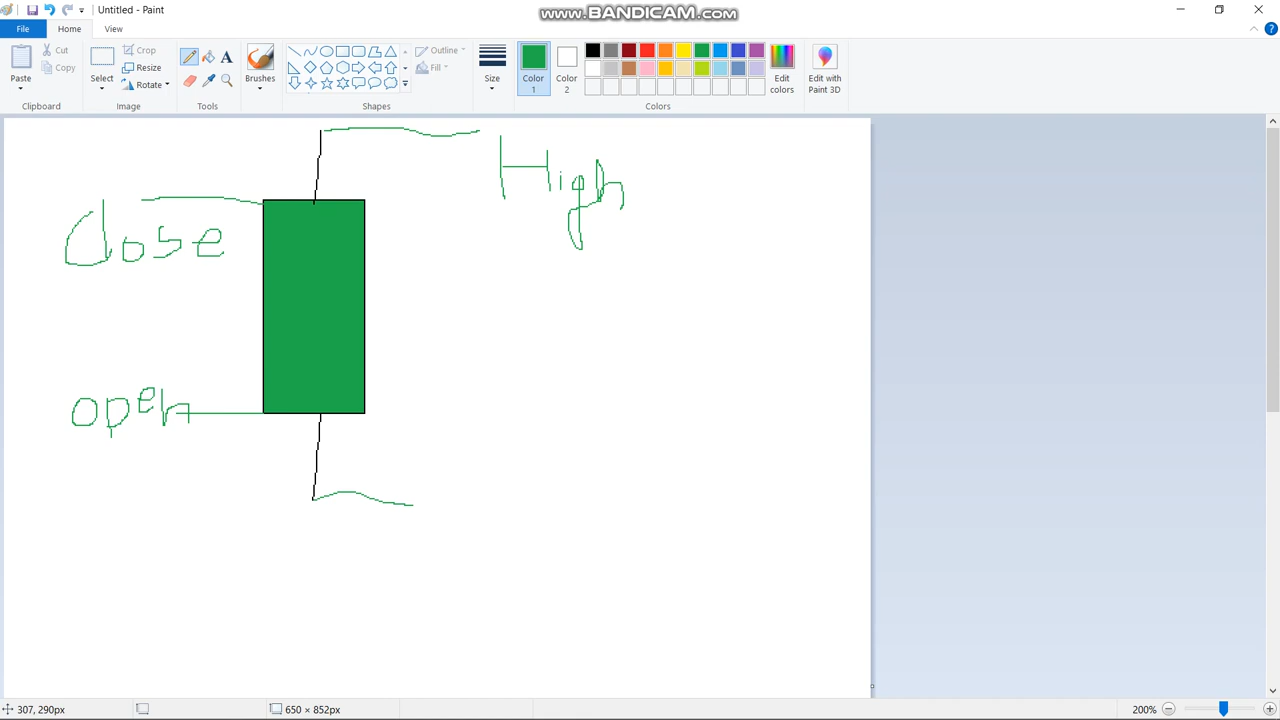 Untitled - Paint
www.BANDICAM.com
File
Home
View
Paste
Cut
Copy
Clipboard
Select
Crop
Resize
Rotate
Image
Tools
Brushes
Outline
Fill
Shapes
Size
Color 1
Color 2
Edit colors
Colors
Edit with Paint 3D
High
Close
open
307, 290px
650 × 852px
200%